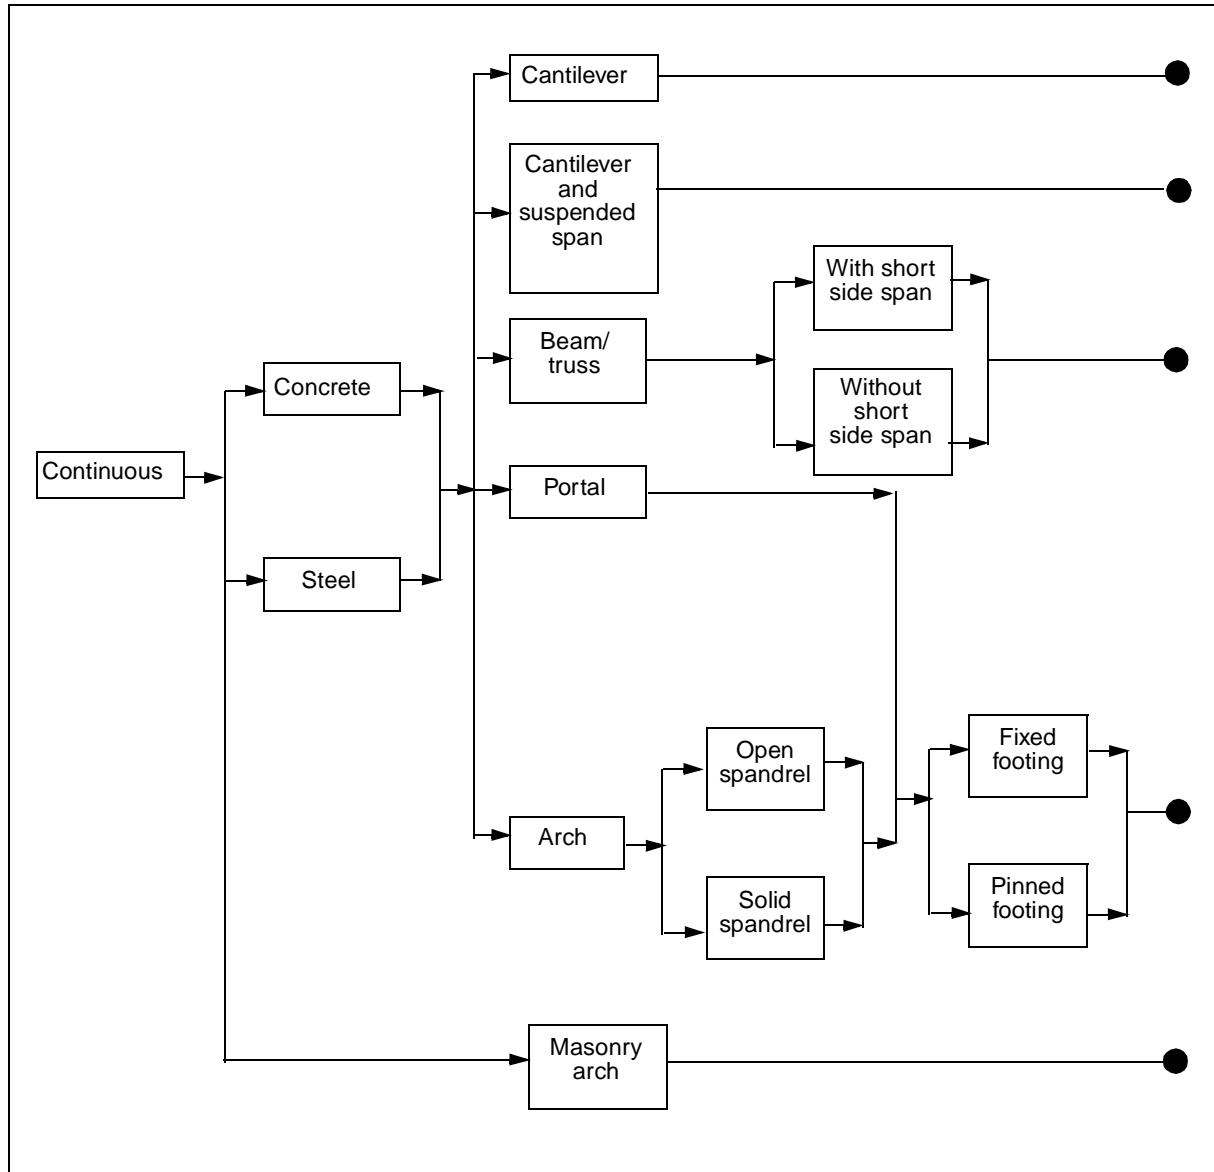 Cantilever
Cantilever
and
suspended
span
With short
side span
Beam/
truss
Concrete
Without
short
side span
Continuous
Portal
Steel
Open
spandrel
Fixed
footing
Arch
Solid
spandrel
Pinned
footing
Masonry
arch